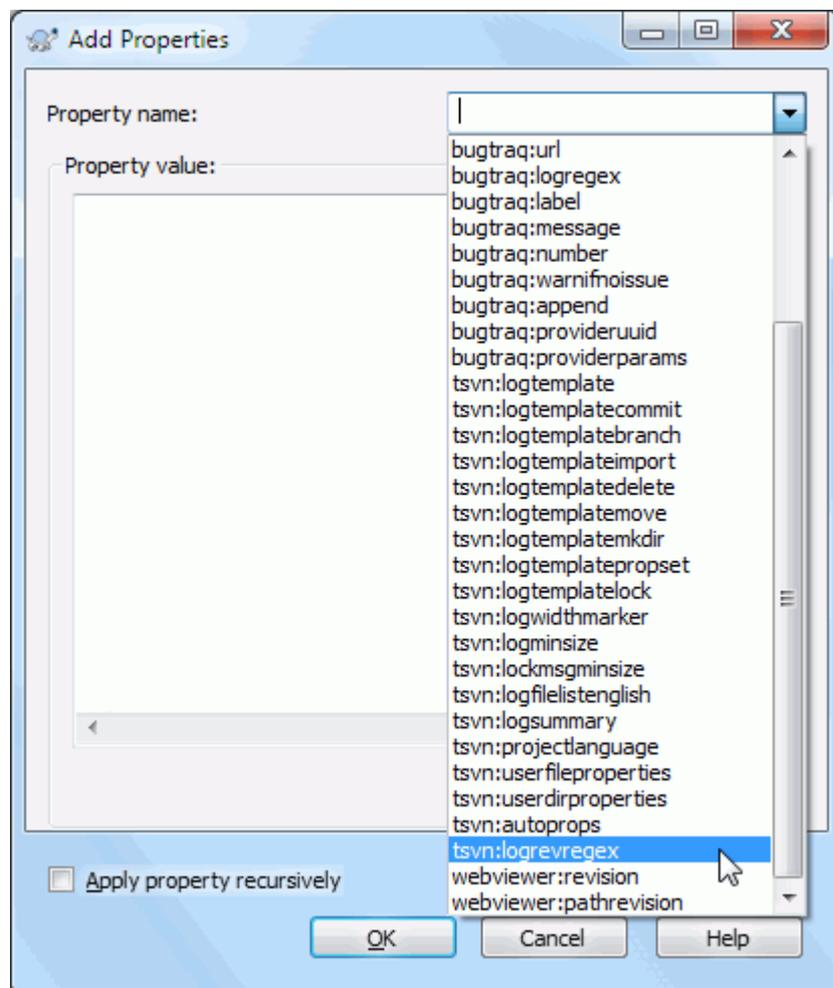 Add Properties
Property name:
Property value:
bugtraq:url
bugtraq:logregex
bugtraq:label
bugtraq:message
bugtraq:number
bugtraq:warnifnoissue
bugtraq:append
bugtraq:provideruuid
bugtraq:providerparams
tsvn:logtemplate
tsvn:logtemplatecommit
tsvn:logtemplatebranch
tsvn:logtemplateimport
tsvn:logtemplatedelete
tsvn:logtemplatemove
tsvn:logtemplatemkdir
tsvn:logtemplatepropset
tsvn:logtemplatelock
tsvn:logwidthmarker
tsvn:logminsize
tsvn:lockmsgminsize
tsvn:logfilelistenglish
tsvn:logsummary
tsvn:projectlanguage
tsvn:userfileproperties
tsvn:userdirproperties
tsvn:autoprops
tsvn:logrevregex
webviewer:revision
webviewer:pathrevision
Apply property recursively
OK Cancel Help